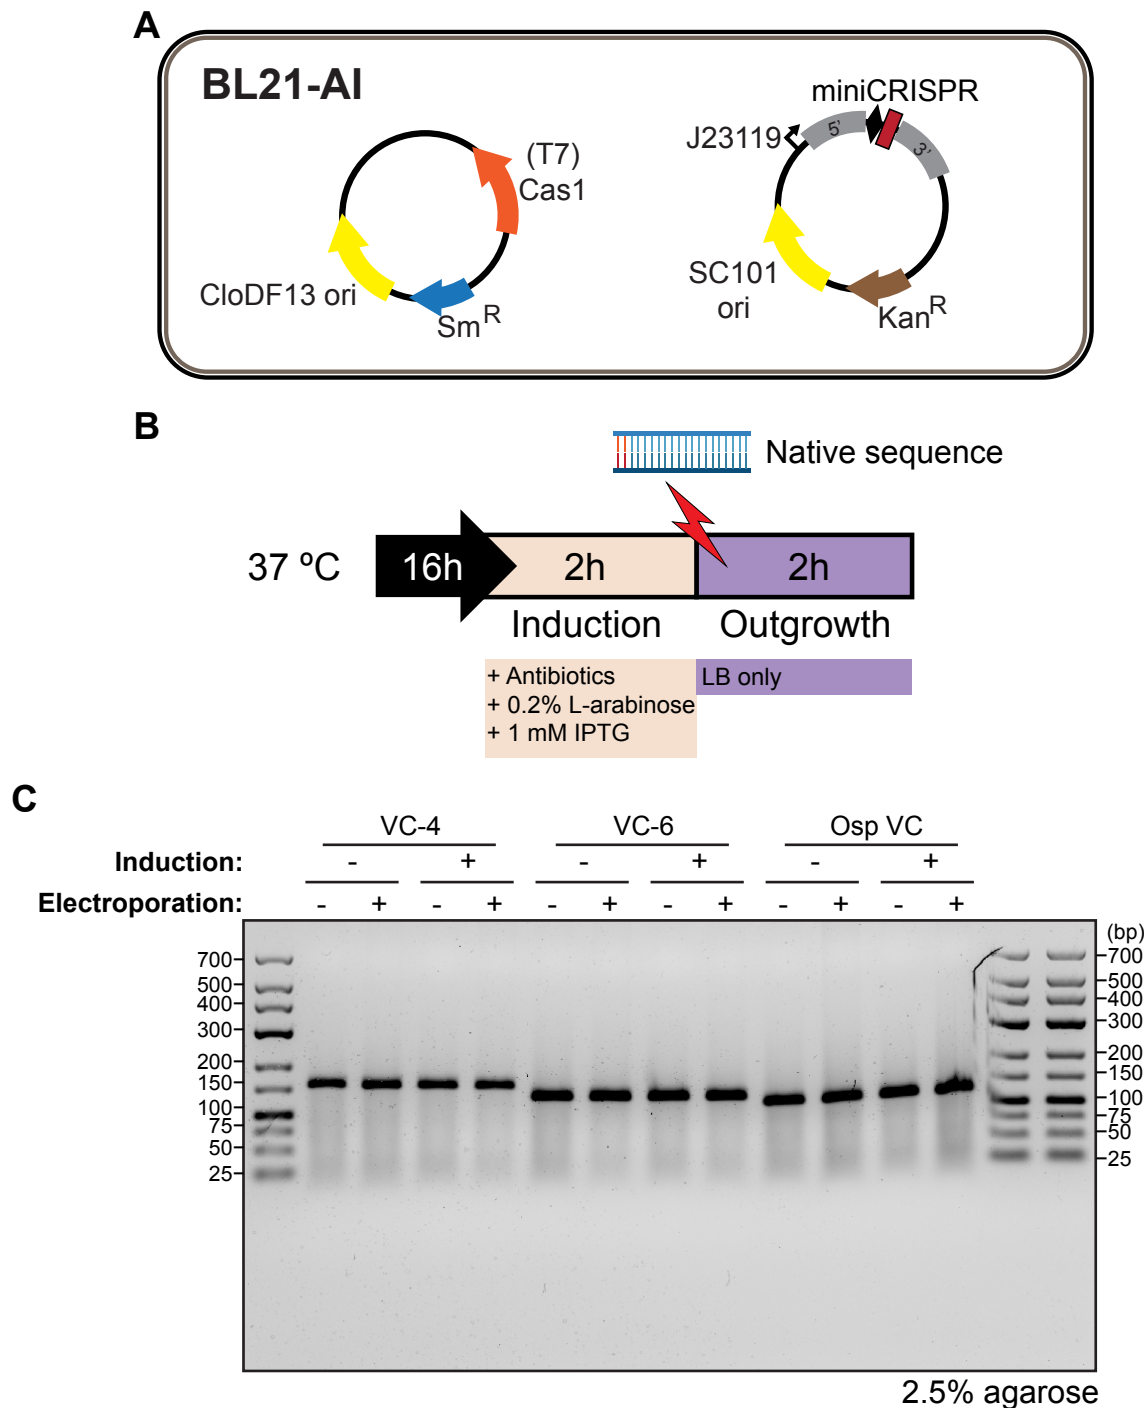 A
BL21-AI
miniCRISPR
J23119
5'
3'
(T7)
Cas1
CloDF13 ori
Sm^R
SC101
ori
Kan^R
B
Native sequence
37 ºC
16h
2h
2h
Induction
Outgrowth
+ Antibiotics
+ 0.2% L-arabinose
+ 1 mM IPTG
LB only
C
VC-4
VC-6
Osp VC
Induction:
- + - + - +
Electroporation:
- + - + - + - + - + - +
(bp)
700
500
400
300
200
150
100
75
50
25
700
500
400
300
200
150
100
75
50
25
2.5% agarose